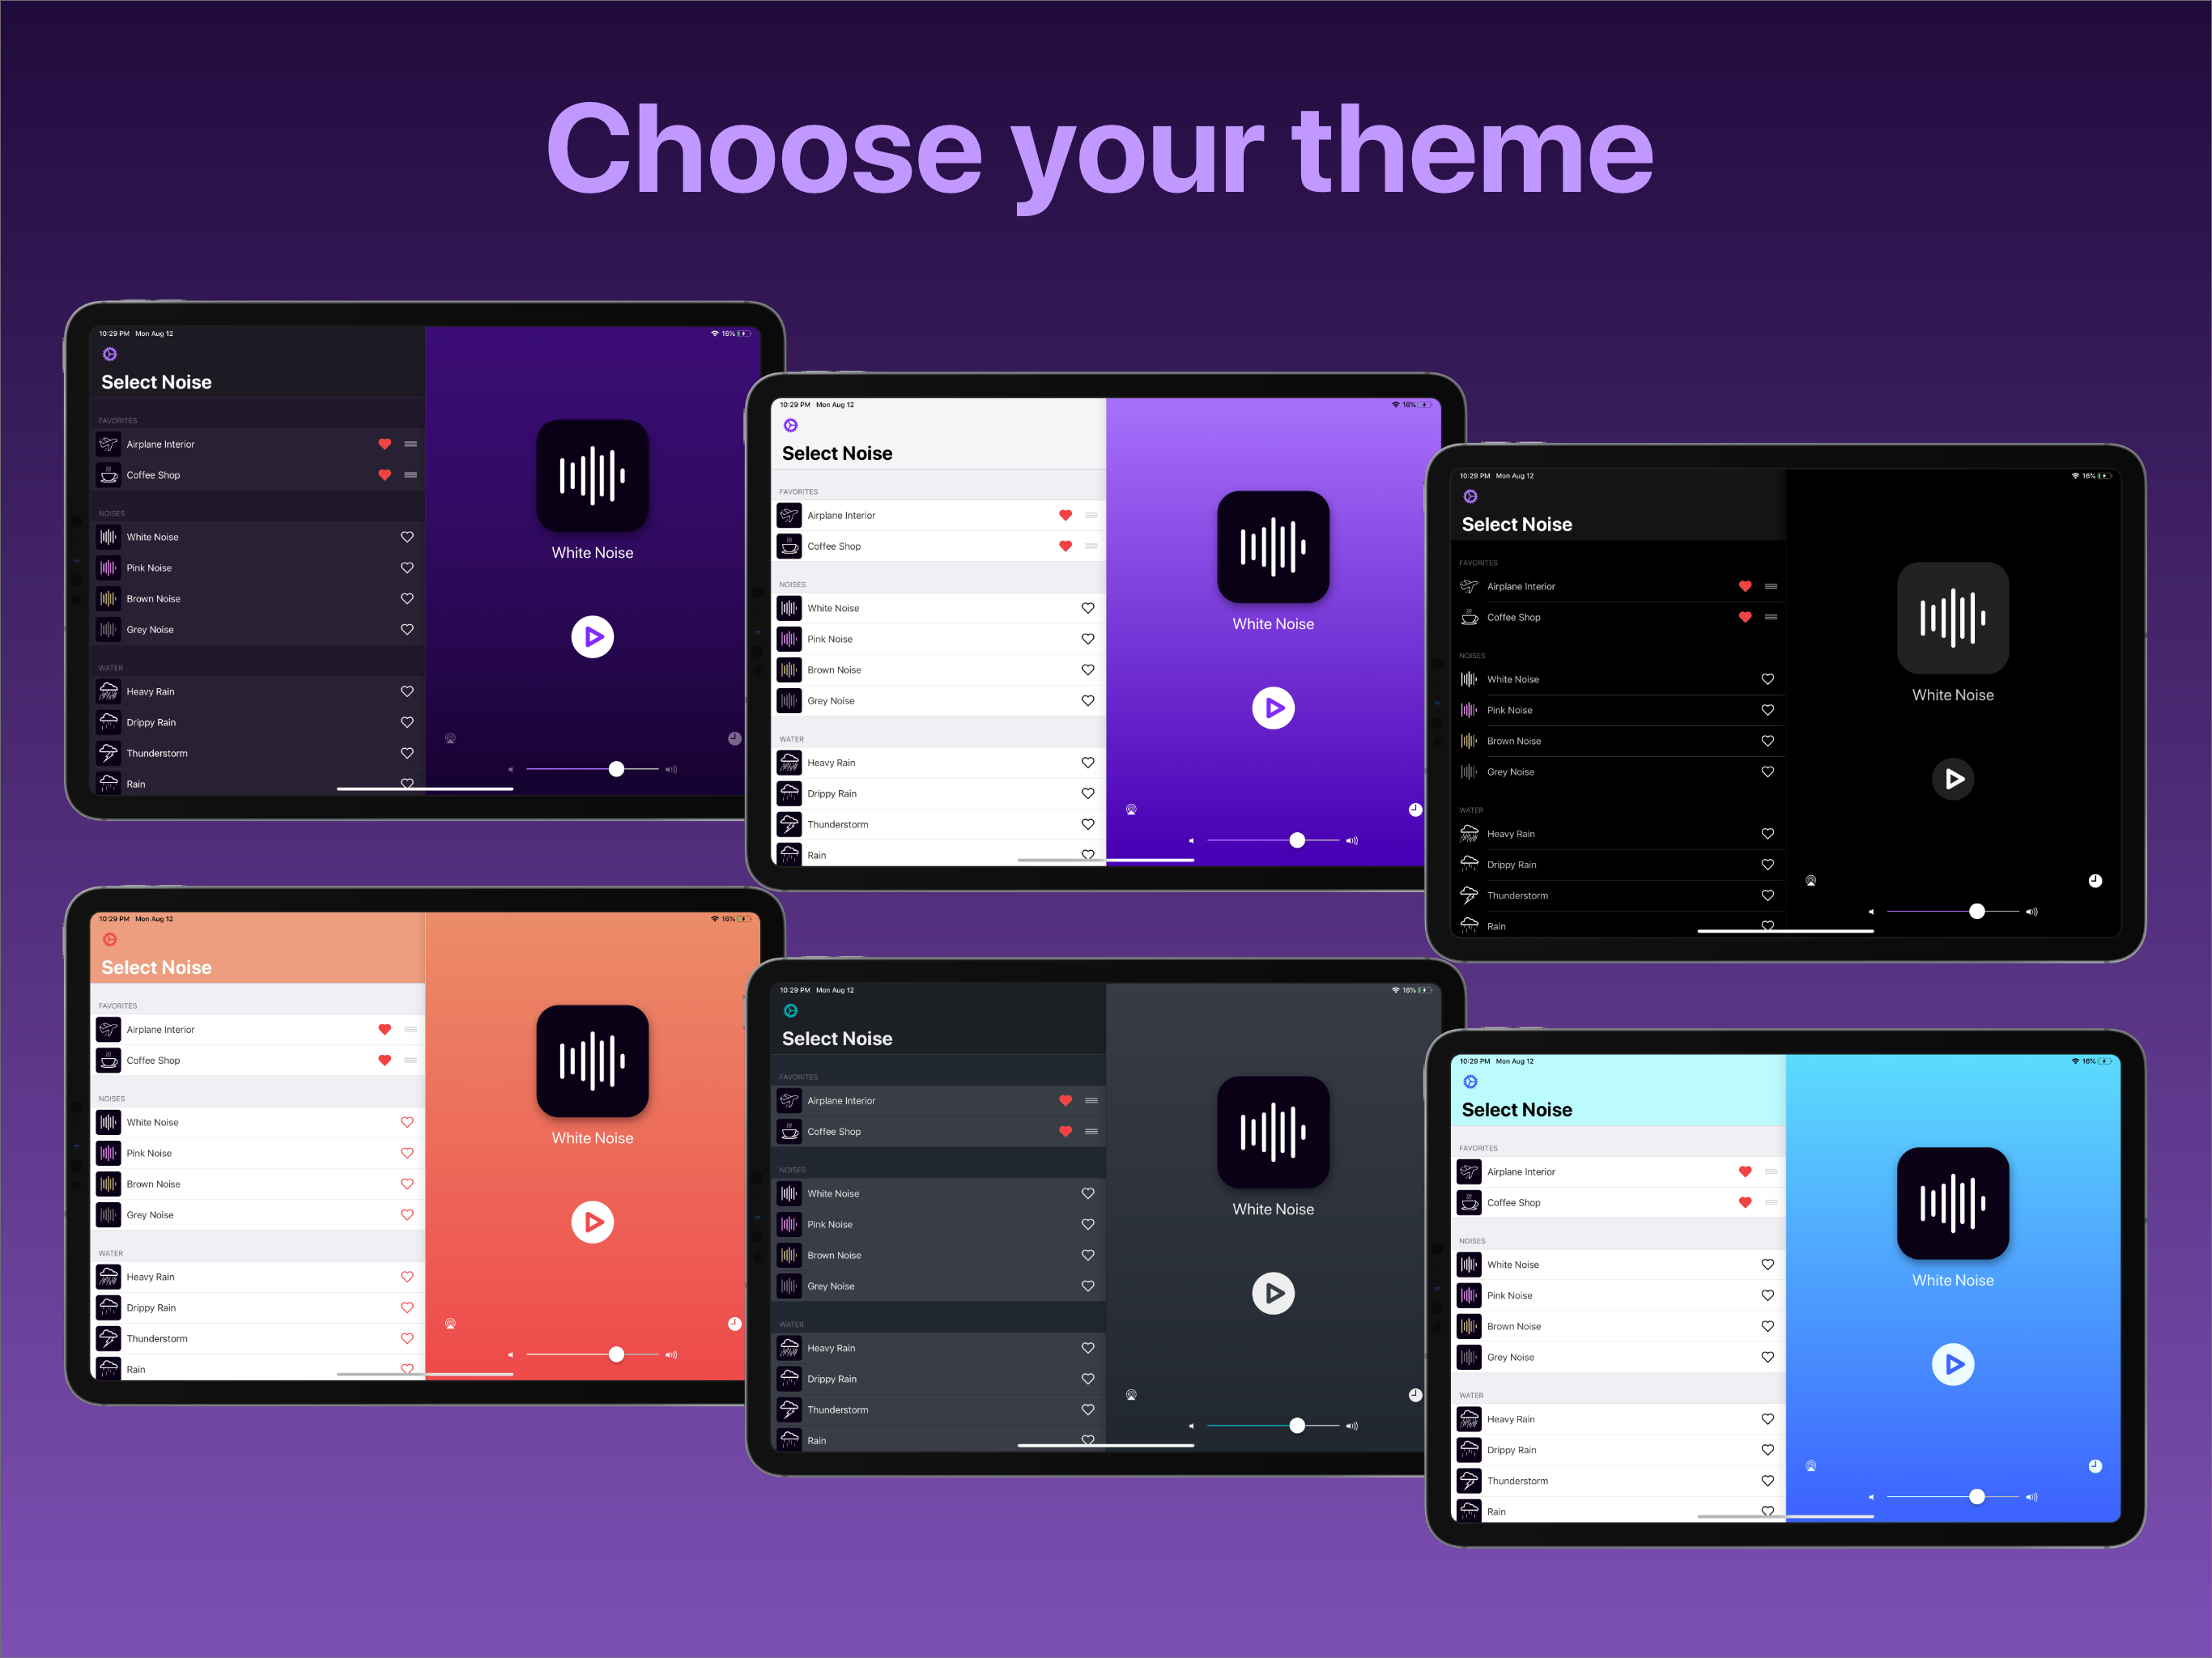 Choose your theme
10:29 PM Mon Aug 12
16%
Select Noise
FAVORITES
Airplane Interior
Coffee Shop
NOISES
White Noise
Pink Noise
Brown Noise
Grey Noise
WATER
Heavy Rain
Drippy Rain
Thunderstorm
Rain
White Noise
10:29 PM Mon Aug 12
16%
Select Noise
FAVORITES
Airplane Interior
Coffee Shop
NOISES
White Noise
Pink Noise
Brown Noise
Grey Noise
WATER
Heavy Rain
Drippy Rain
Thunderstorm
Rain
White Noise
10:29 PM Mon Aug 12
16%
Select Noise
FAVORITES
Airplane Interior
Coffee Shop
NOISES
White Noise
Pink Noise
Brown Noise
Grey Noise
WATER
Heavy Rain
Drippy Rain
Thunderstorm
Rain
White Noise
10:29 PM Mon Aug 12
16%
Select Noise
FAVORITES
Airplane Interior
Coffee Shop
NOISES
White Noise
Pink Noise
Brown Noise
Grey Noise
WATER
Heavy Rain
Drippy Rain
Thunderstorm
Rain
White Noise
10:29 PM Mon Aug 12
16%
Select Noise
FAVORITES
Airplane Interior
Coffee Shop
NOISES
White Noise
Pink Noise
Brown Noise
Grey Noise
WATER
Heavy Rain
Drippy Rain
Thunderstorm
Rain
White Noise
10:29 PM Mon Aug 12
16%
Select Noise
FAVORITES
Airplane Interior
Coffee Shop
NOISES
White Noise
Pink Noise
Brown Noise
Grey Noise
WATER
Heavy Rain
Drippy Rain
Thunderstorm
Rain
White Noise